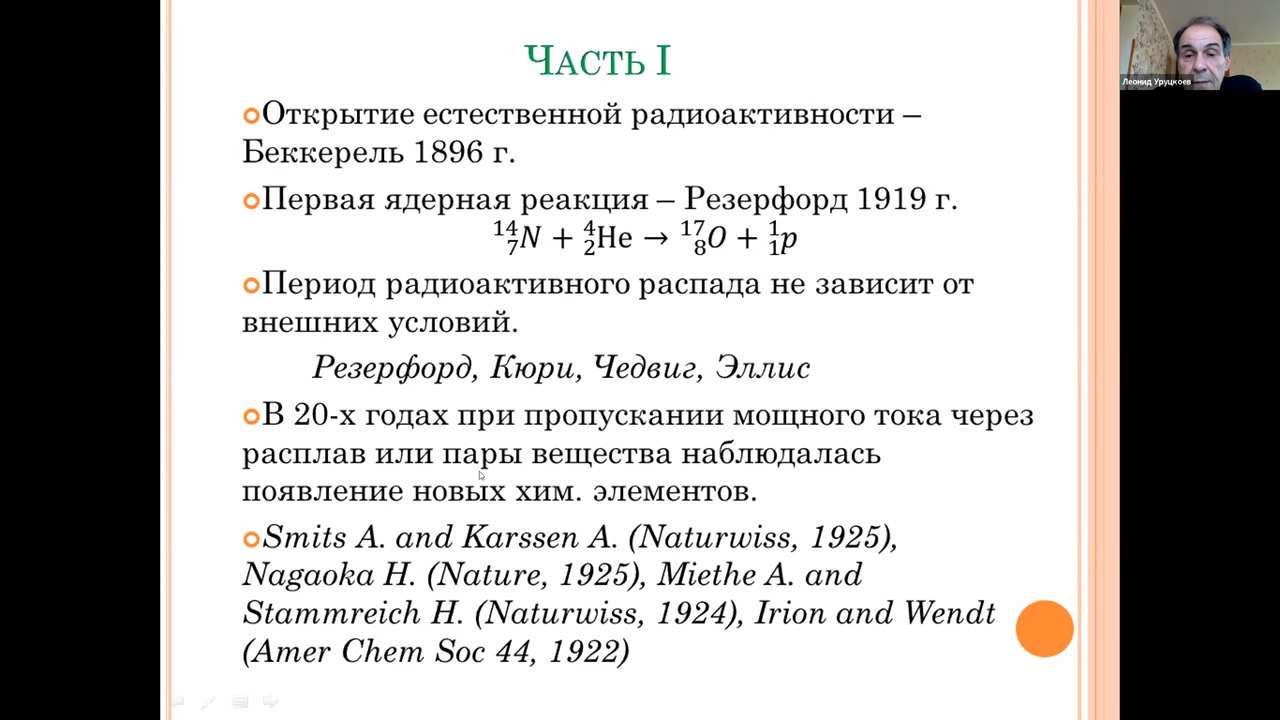 Часть I
Открытие естественной радиоактивности –
Беккерель 1896 г.
Первая ядерная реакция – Резерфорд 1919 г.
¹⁴₇N + ⁴₂He → ¹⁷₈O + ¹₁p
Период радиоактивного распада не зависит от
внешних условий.
Резерфорд, Кюри, Чедвиг, Эллис
В 20-х годах при пропускании мощного тока через
расплав или пары вещества наблюдалась
появление новых хим. элементов.
Smits A. and Karssen A. (Naturwiss, 1925),
Nagaoka H. (Nature, 1925), Miethe A. and
Stammreich H. (Naturwiss, 1924), Irion and Wendt
(Amer Chem Soc 44, 1922)
Леонид Уруцкоев